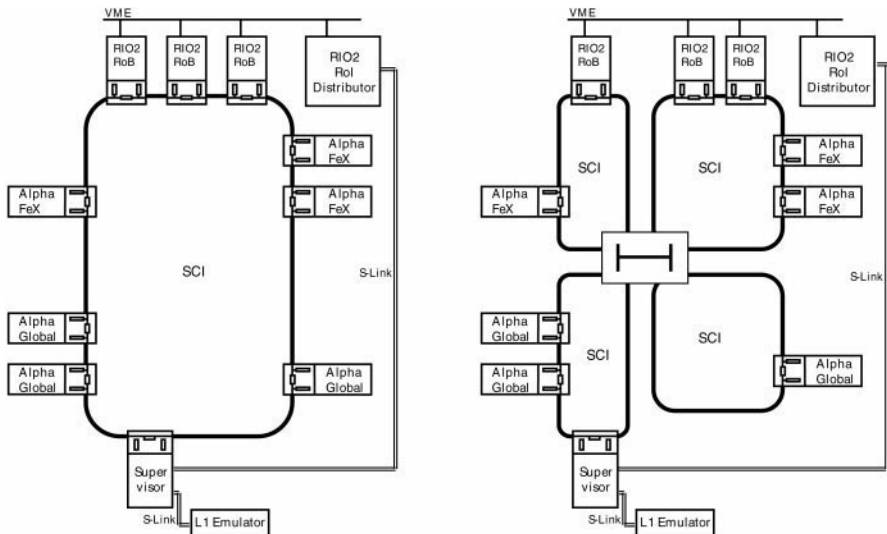 VME
RIO2
RoB
RIO2
RoB
RIO2
RoB
RIO2
RoI
Distributor
Alpha
FeX
Alpha
FeX
Alpha
FeX
SCI
S-Link
Alpha
Global
Alpha
Global
Alpha
Global
Super
visor
S-Link
L1 Emulator
VME
RIO2
RoB
RIO2
RoB
RIO2
RoB
RIO2
RoI
Distributor
SCI
SCI
Alpha
FeX
Alpha
FeX
Alpha
FeX
S-Link
Alpha
Global
SCI
SCI
Alpha
Global
Alpha
Global
Super
visor
S-Link
L1 Emulator